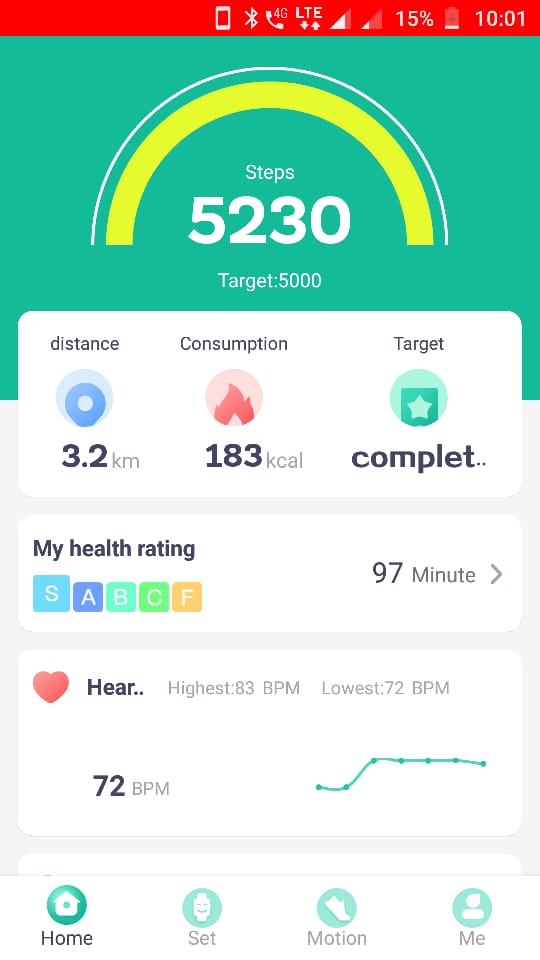 4G LTE 15% 10:01
Steps
5230
Target:5000
distance Consumption Target
3.2 km 183 kcal complet..
My health rating
S A B C F
97 Minute
Hear.. Highest:83 BPM Lowest:72 BPM
72 BPM
Home Set Motion Me